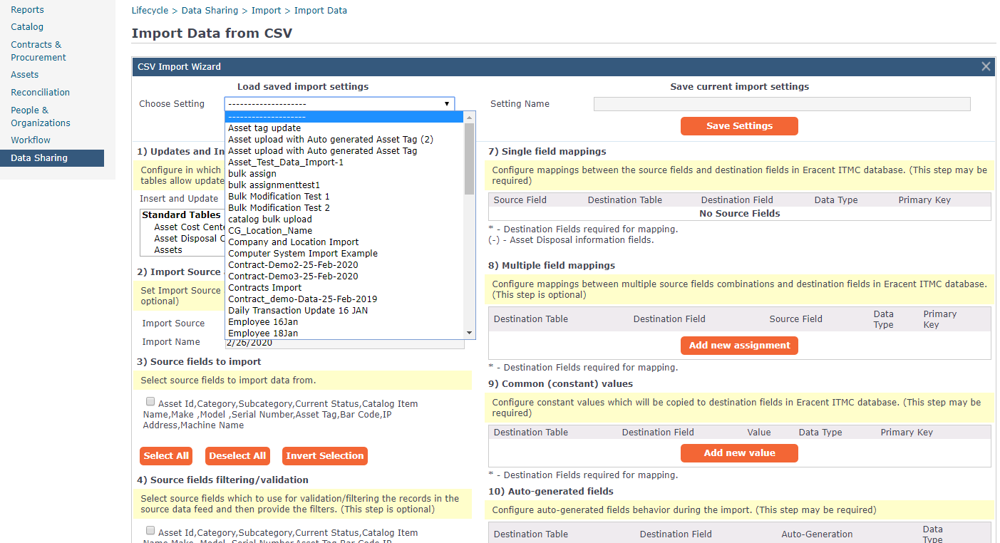 Reports
Catalog
Contracts &
Procurement
Assets
Reconciliation
People &
Organizations
Workflow
Data Sharing
Lifecycle > Data Sharing > Import > Import Data
Import Data from CSV
CSV Import Wizard
Load saved import settings
Choose Setting
--------------------
--------------------
Asset tag update
Asset upload with Auto generated Asset Tag (2)
Asset upload with Auto generated Asset Tag
Asset_Test_Data_Import-1
bulk assign
bulk assignmenttest1
Bulk Modification Test 1
Bulk Modification Test 2
catalog bulk upload
CG_Location_Name
Company and Location Import
Computer System Import Example
Contract-Demo2-25-Feb-2020
Contract-Demo3-25-Feb-2020
Contracts Import
Contract_demo-Data-25-Feb-2019
Daily Transaction Update 16 JAN
Employee 16Jan
Employee 18Jan
1) Updates and In
Configure in which
tables allow update
Insert and Update
Standard Tables
Asset Cost Cent
Asset Disposal C
Assets
2) Import Source
Set Import Source
optional)
Import Source
Import Name
2/26/2020
3) Source fields to import
Select source fields to import data from.
Asset Id,Category,Subcategory,Current Status,Catalog Item
Name,Make ,Model ,Serial Number,Asset Tag,Bar Code,IP
Address,Machine Name
Select All
Deselect All
Invert Selection
4) Source fields filtering/validation
Select source fields which to use for validation/filtering the records in the
source data feed and then provide the filters. (This step is optional)
Asset Id,Category,Subcategory,Current Status,Catalog Item
Name,Make ,Model ,Serial Number,Asset Tag,Bar Code,IP
Save current import settings
Setting Name
Save Settings
7) Single field mappings
Configure mappings between the source fields and destination fields in Eracent ITMC database. (This step may be
required)
Source Field Destination Table Destination Field Data Type Primary Key
No Source Fields
* - Destination Fields required for mapping.
(-) - Asset Disposal information fields.
8) Multiple field mappings
Configure mappings between multiple source fields combinations and destination fields in Eracent ITMC database.
(This step is optional)
Destination Table Destination Field Source Field Data Type Primary Key
Add new assignment
* - Destination Fields required for mapping.
9) Common (constant) values
Configure constant values which will be copied to destination fields in Eracent ITMC database. (This step may be
required)
Destination Table Destination Field Value Data Type Primary Key
Add new value
* - Destination Fields required for mapping.
10) Auto-generated fields
Configure auto-generated fields behavior during the import. (This step may be required)
Destination Table Destination Field Auto-Generation Data Type